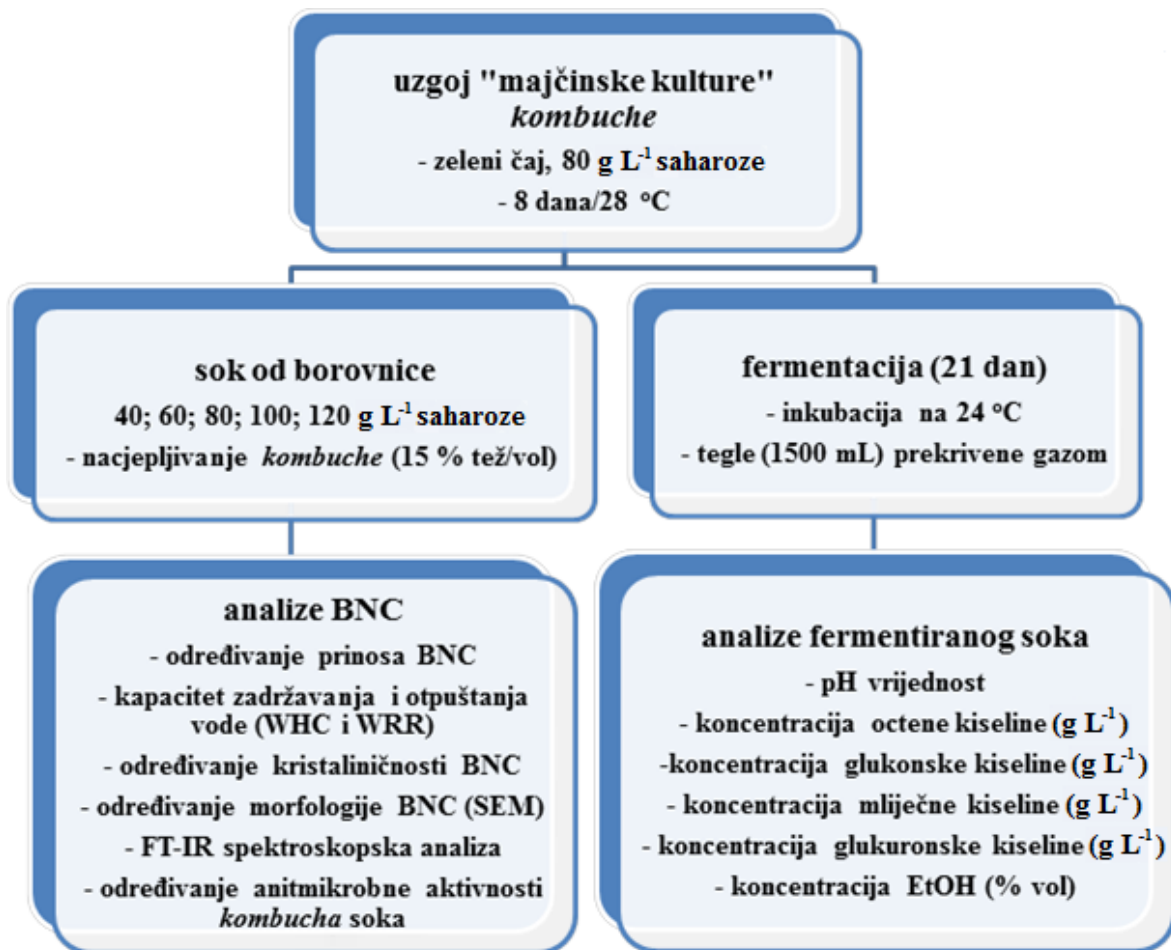 uzgoj "majčinske kulture"
kombuche
- zeleni čaj, 80 g L⁻¹ saharoze
- 8 dana/28 °C
sok od borovnice
40; 60; 80; 100; 120 g L⁻¹ saharoze
- nacjepljivanje kombuche (15 % tež/vol)
fermentacija (21 dan)
- inkubacija na 24 °C
- tegle (1500 mL) prekrivene gazom
analize BNC
- određivanje prinosa BNC
- kapacitet zadržavanja i otpuštanja
vode (WHC i WRR)
- određivanje kristaliničnosti BNC
- određivanje morfologije BNC (SEM)
- FT-IR spektroskopska analiza
- određivanje anitmikrobne aktivnosti
kombucha soka
analize fermentiranog soka
- pH vrijednost
- koncentracija octene kiseline (g L⁻¹)
-koncentracija glukonske kiseline (g L⁻¹)
- koncentracija mliječne kiseline (g L⁻¹)
- koncentracija glukuronske kiseline (g L⁻¹)
- koncentracija EtOH (% vol)